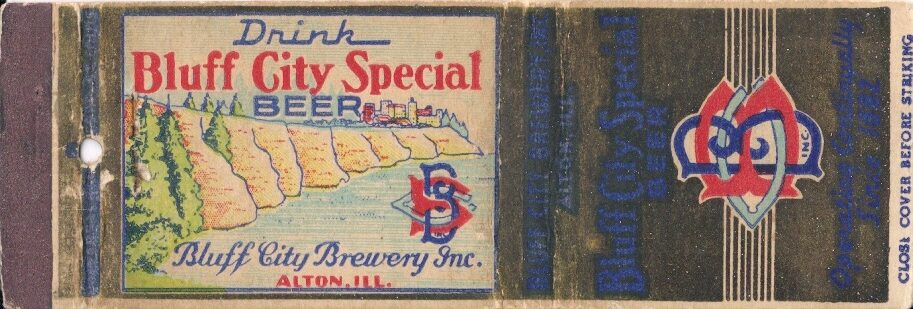 Drink
Bluff City Special
BEER
Bluff City Brewery Inc.
ALTON, ILL.
BLUFF CITY BREWERY INC.
ALTON, ILL.
Bluff City Special
BEER
INC
Operating Continually
Since 1882
CLOSE COVER BEFORE STRIKING